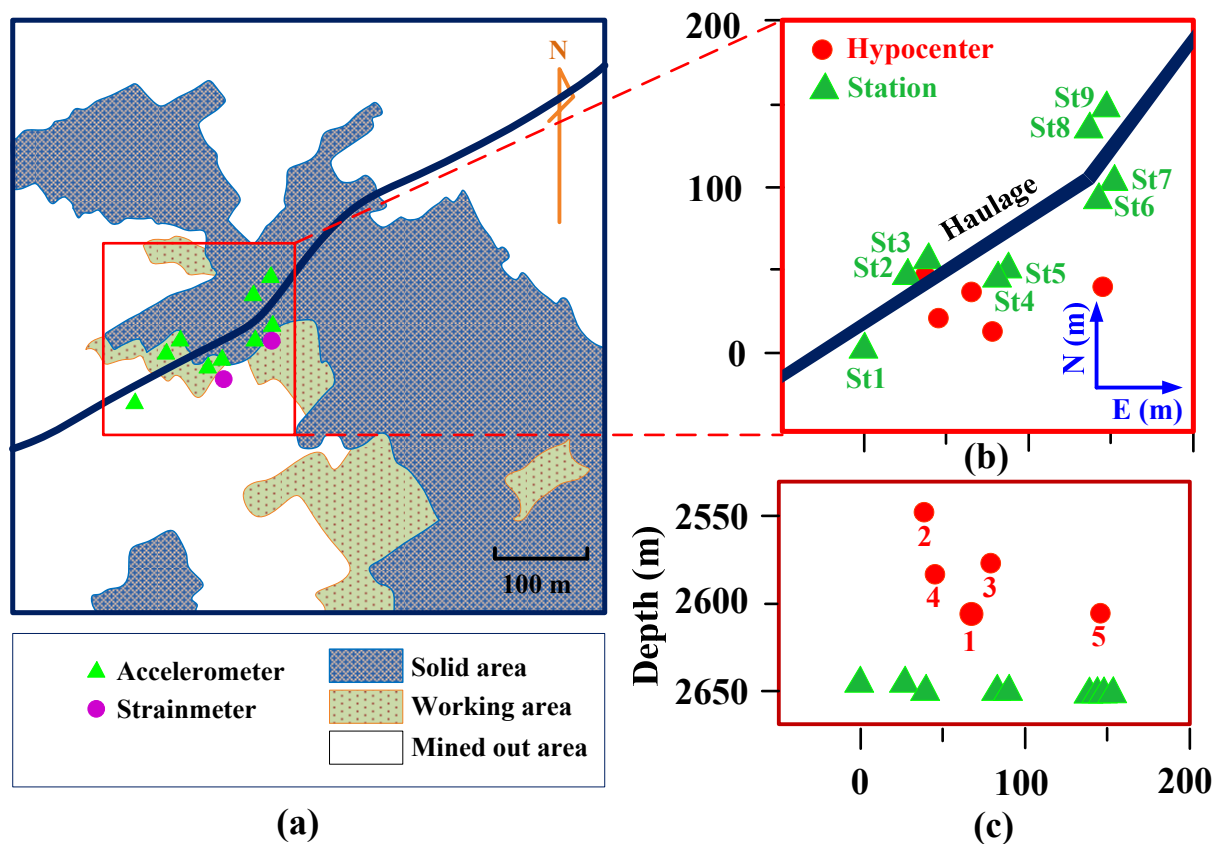 N
100 m
Accelerometer
Strainmeter
Solid area
Working area
Mined out area
(a)
200
100
0
Hypocenter
Station
St9
St8
St7
St6
Haulage
St3
St2
St5
St4
St1
N (m)
E (m)
(b)
Depth (m)
2550
2600
2650
2
3
4
1
5
0
100
200
(c)